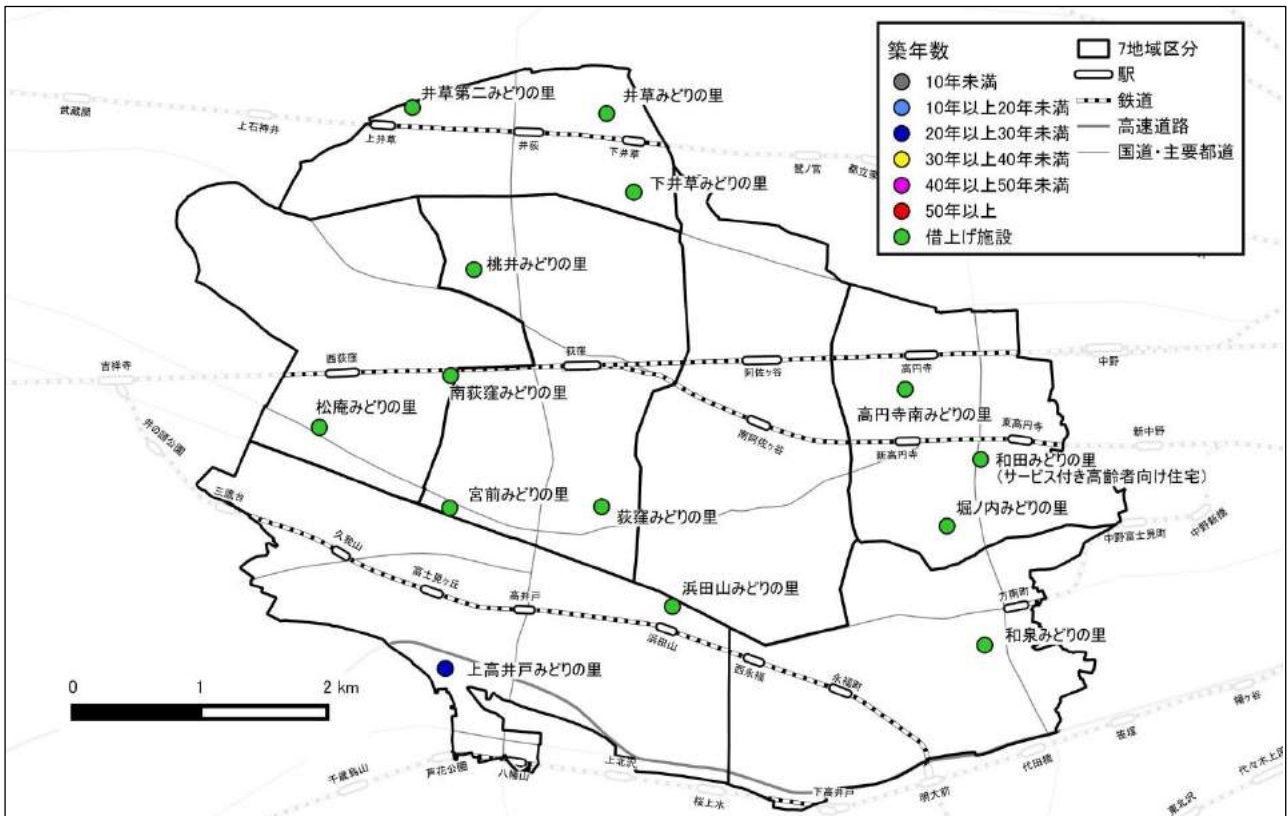 築年数
10年未満
10年以上20年未満
20年以上30年未満
30年以上40年未満
40年以上50年未満
50年以上
借上げ施設
7地域区分
駅
鉄道
高速道路
国道・主要都道
井草第二みどりの里
井草みどりの里
武蔵関
上石神井
上井草
井荻
下井草
鷺ノ宮
下井草みどりの里
桃井みどりの里
吉祥寺
西荻窪
荻窪
阿佐ヶ谷
高円寺
中野
南荻窪みどりの里
松庵みどりの里
高円寺南みどりの里
井の頭公園
南阿佐ヶ谷
新高円寺
東高円寺
新中野
和田みどりの里
(サービス付き高齢者向け住宅)
三鷹台
宮前みどりの里
荻窪みどりの里
堀ノ内みどりの里
中野富士見町
中野新橋
久我山
富士見ヶ丘
高井戸
浜田山みどりの里
浜田山
西永福
永福町
方南町
和泉みどりの里
上高井戸みどりの里
0 1 2 km
千歳烏山
芦花公園
八幡山
上北沢
桜上水
下高井戸
明大前
代田橋
笹塚
幡ヶ谷
東北沢